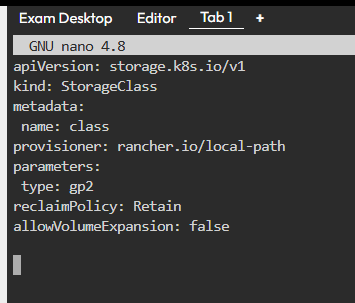 Exam Desktop Editor Tab 1 +
GNU nano 4.8
apiVersion: storage.k8s.io/v1
kind: StorageClass
metadata:
 name: class
provisioner: rancher.io/local-path
parameters:
 type: gp2
reclaimPolicy: Retain
allowVolumeExpansion: false